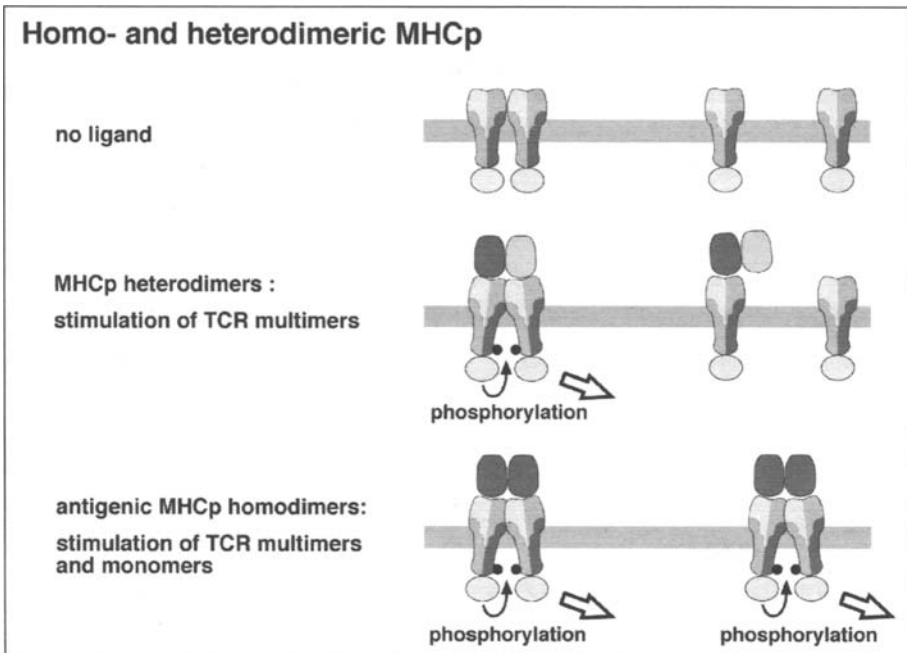 Homo- and heterodimeric MHCp
no ligand
MHCp heterodimers :
stimulation of TCR multimers
phosphorylation
antigenic MHCp homodimers:
stimulation of TCR multimers
and monomers
phosphorylation
phosphorylation